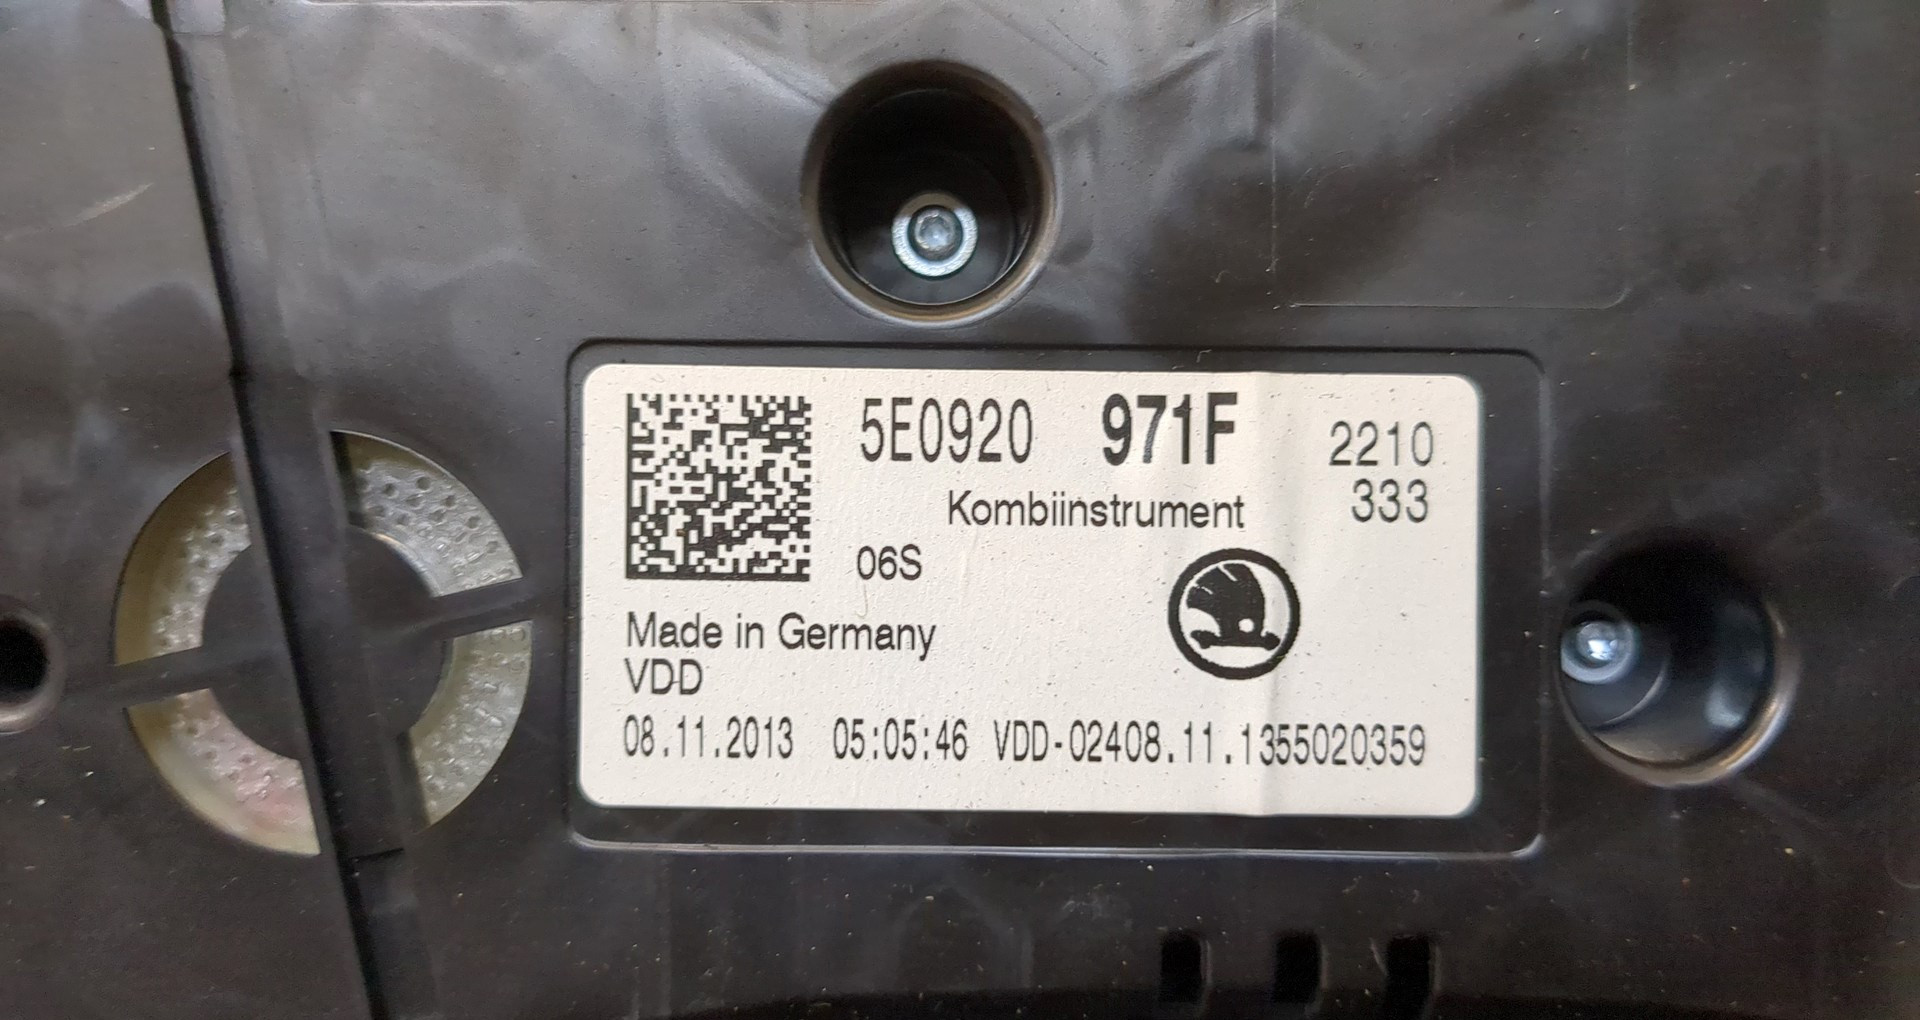 5E0920 971F 2210
Kombiinstrument 333
06S
Made in Germany
VDD
08.11.2013 05:05:46 VDD-02408.11.1355020359